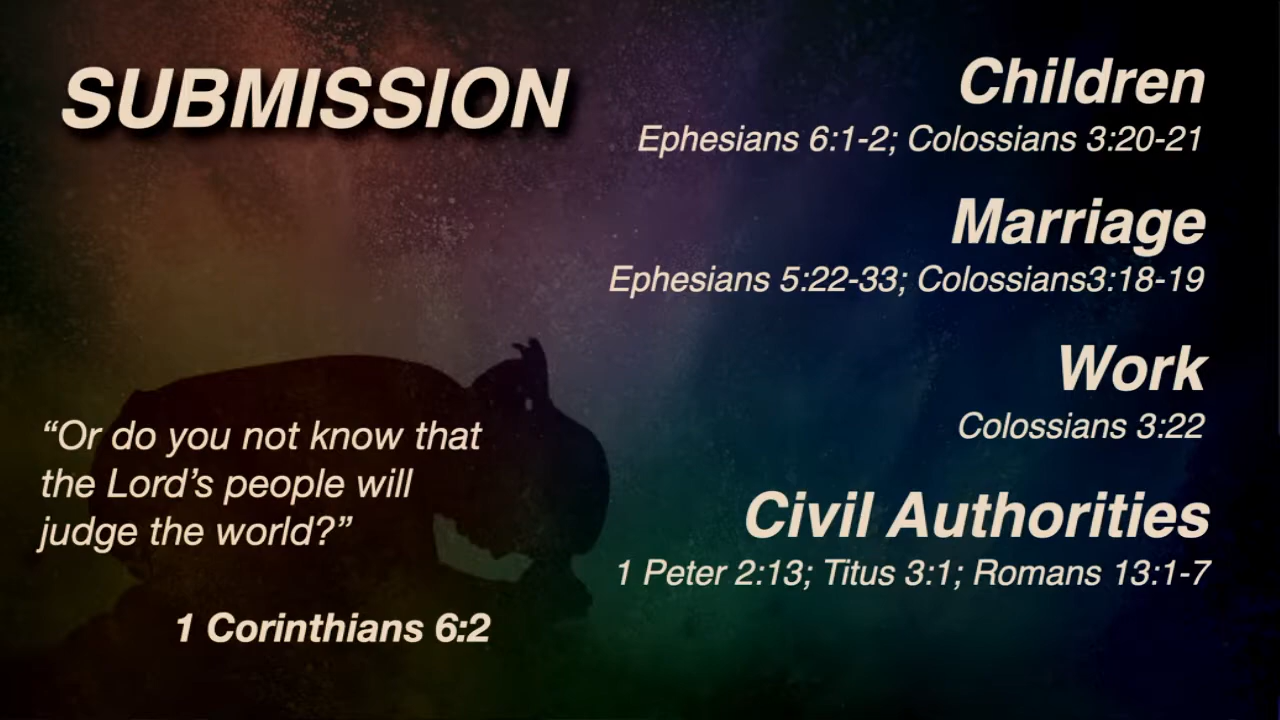 SUBMISSION
“Or do you not know that
the Lord’s people will
judge the world?”
1 Corinthians 6:2
Children
Ephesians 6:1-2; Colossians 3:20-21
Marriage
Ephesians 5:22-33; Colossians3:18-19
Work
Colossians 3:22
Civil Authorities
1 Peter 2:13; Titus 3:1; Romans 13:1-7